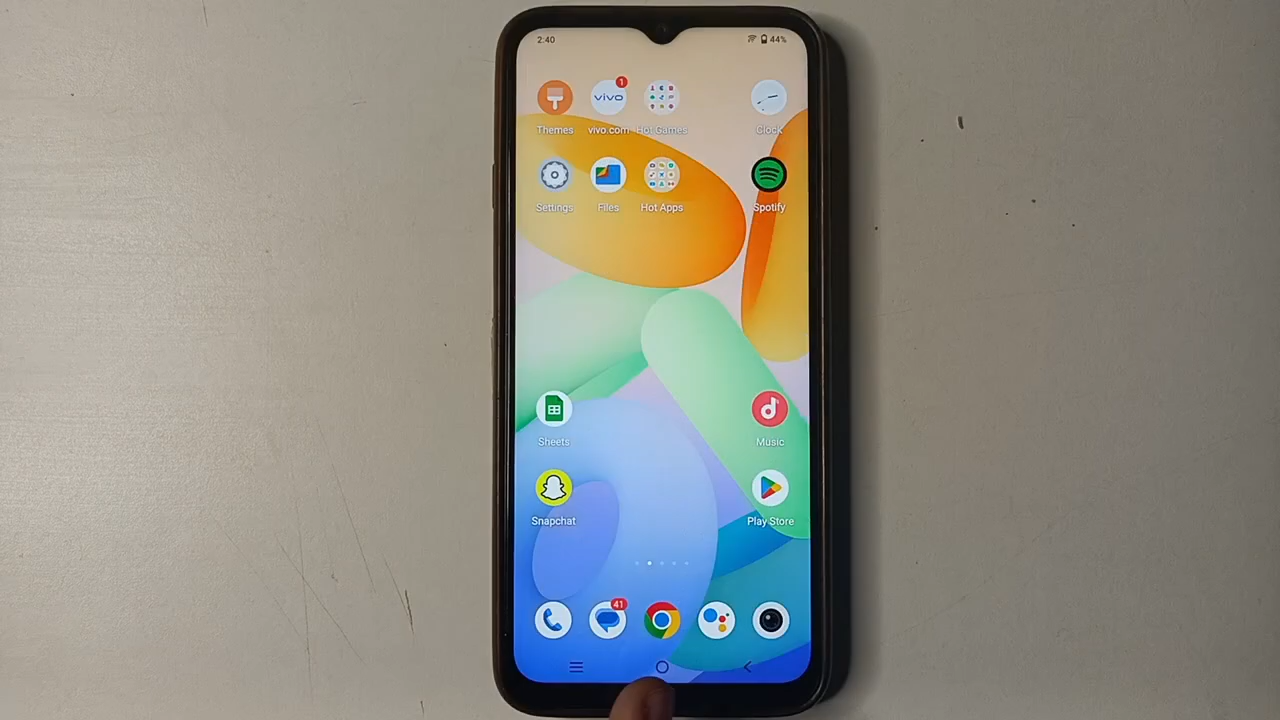 2:40 44%
Themes vivo 1 vivo.com Hot Games Clock
Settings Files Hot Apps Spotify
Sheets Music
Snapchat Play Store
41